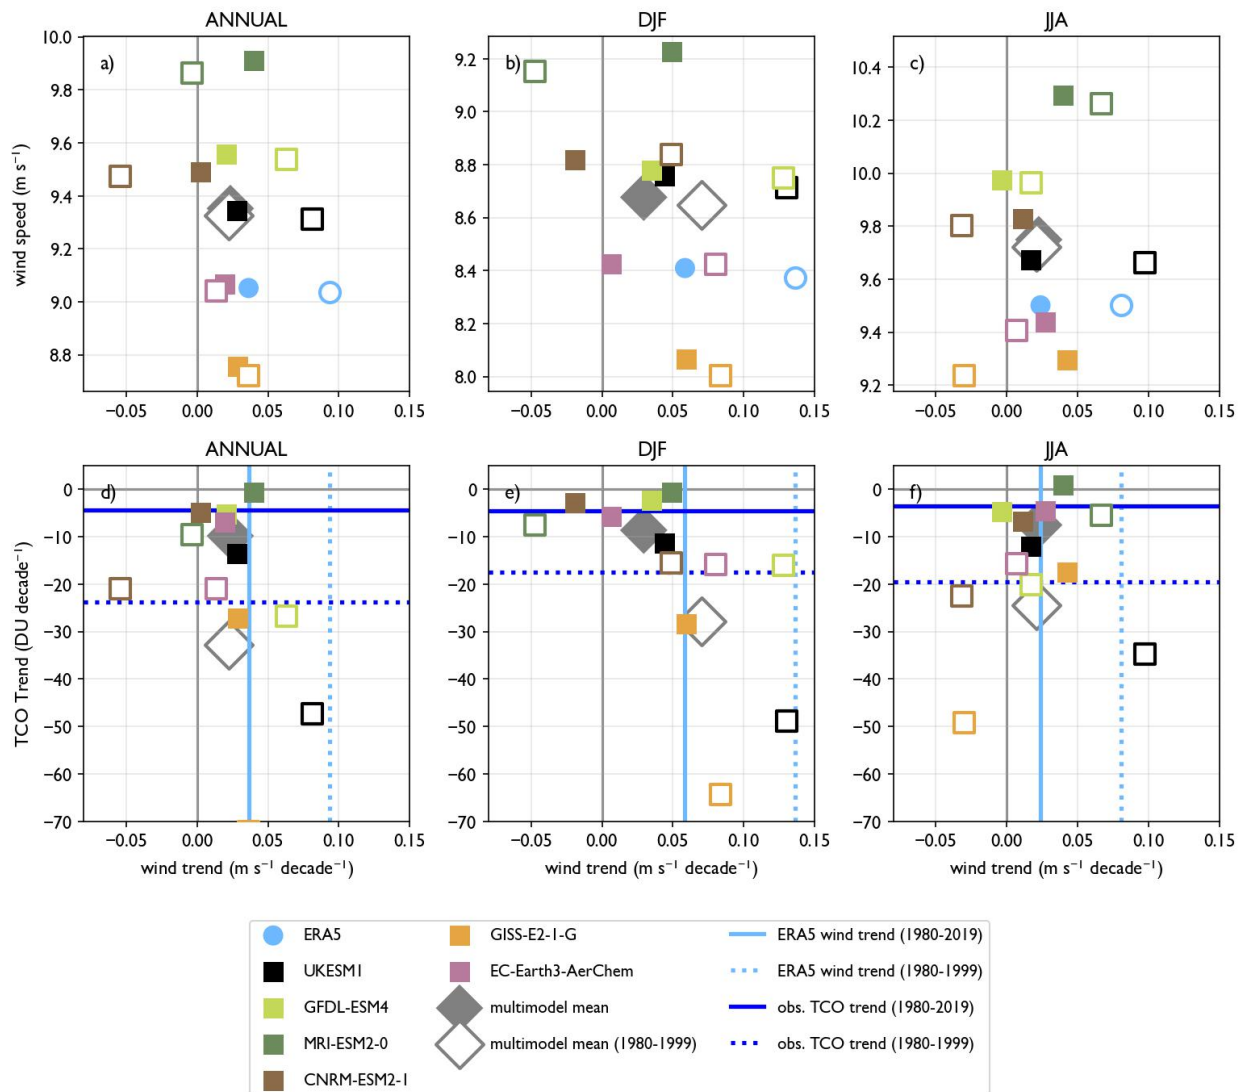 ANNUAL DJF JJA
a) b) c)
wind speed (m s⁻¹)
10.0
9.8
9.6
9.4
9.2
9.0
8.8
−0.05 0.00 0.05 0.10 0.15
9.2
9.0
8.8
8.6
8.4
8.2
8.0
−0.05 0.00 0.05 0.10 0.15
10.4
10.2
10.0
9.8
9.6
9.4
9.2
−0.05 0.00 0.05 0.10 0.15
ANNUAL DJF JJA
d) e) f)
TCO Trend (DU decade⁻¹)
0
−10
−20
−30
−40
−50
−60
−70
−0.05 0.00 0.05 0.10 0.15
wind trend (m s⁻¹ decade⁻¹)
0
−10
−20
−30
−40
−50
−60
−70
−0.05 0.00 0.05 0.10 0.15
wind trend (m s⁻¹ decade⁻¹)
0
−10
−20
−30
−40
−50
−60
−70
−0.05 0.00 0.05 0.10 0.15
wind trend (m s⁻¹ decade⁻¹)
ERA5
UKESM1
GFDL-ESM4
MRI-ESM2-0
CNRM-ESM2-1
GISS-E2-1-G
EC-Earth3-AerChem
multimodel mean
multimodel mean (1980-1999)
ERA5 wind trend (1980-2019)
ERA5 wind trend (1980-1999)
obs. TCO trend (1980-2019)
obs. TCO trend (1980-1999)